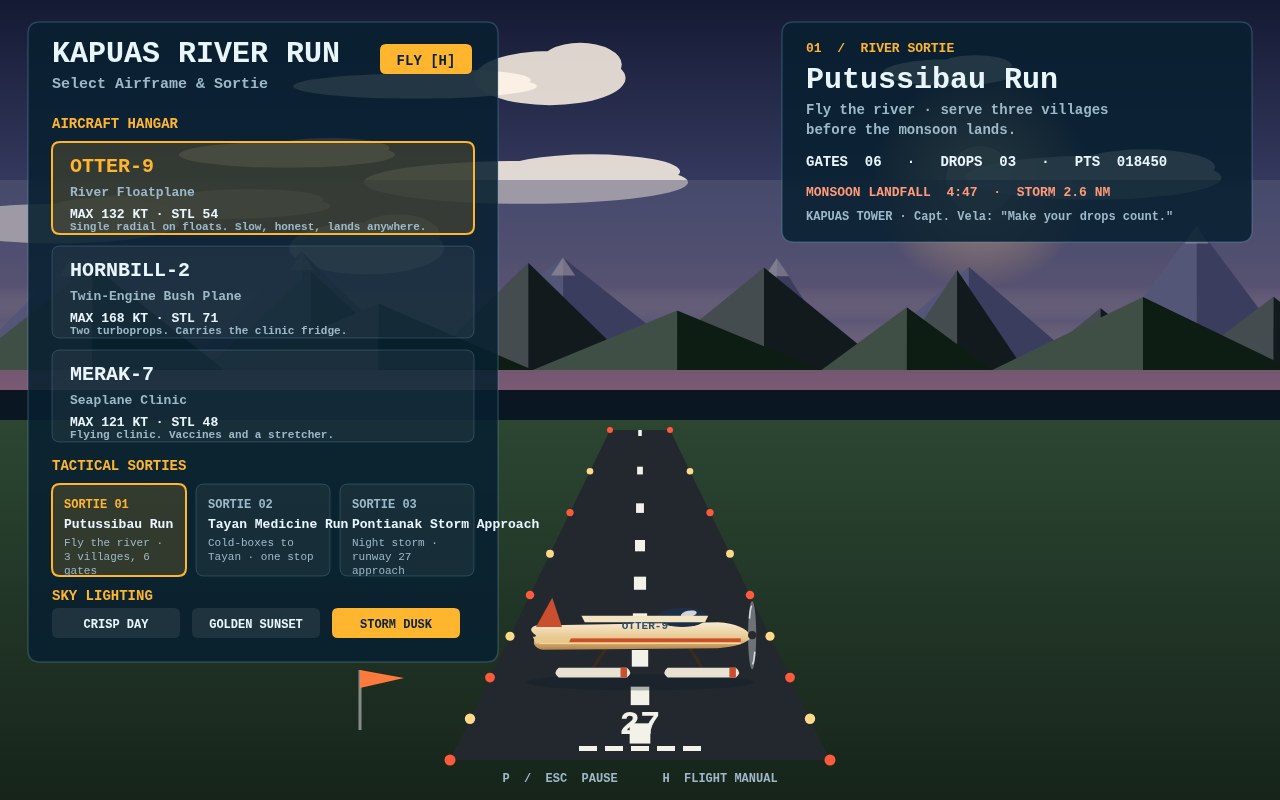 KAPUAS RIVER RUN
FLY [H]
Select Airframe & Sortie
AIRCRAFT HANGAR
OTTER-9
River Floatplane
MAX 132 KT · STL 54
Single radial on floats. Slow, honest, lands anywhere.
HORNBILL-2
Twin-Engine Bush Plane
MAX 168 KT · STL 71
Two turboprops. Carries the clinic fridge.
MERAK-7
Seaplane Clinic
MAX 121 KT · STL 48
Flying clinic. Vaccines and a stretcher.
TACTICAL SORTIES
SORTIE 01
Putussibau Run
Fly the river ·
3 villages, 6
gates
SORTIE 02
Tayan Medicine Run
Cold-boxes to
Tayan · one stop
SORTIE 03
Pontianak Storm Approach
Night storm ·
runway 27
approach
SKY LIGHTING
CRISP DAY
GOLDEN SUNSET
STORM DUSK
01 / RIVER SORTIE
Putussibau Run
Fly the river · serve three villages
before the monsoon lands.
GATES 06 · DROPS 03 · PTS 018450
MONSOON LANDFALL 4:47 · STORM 2.6 NM
KAPUAS TOWER · Capt. Vela: "Make your drops count."
OTTER-9
27
P / ESC PAUSE H FLIGHT MANUAL